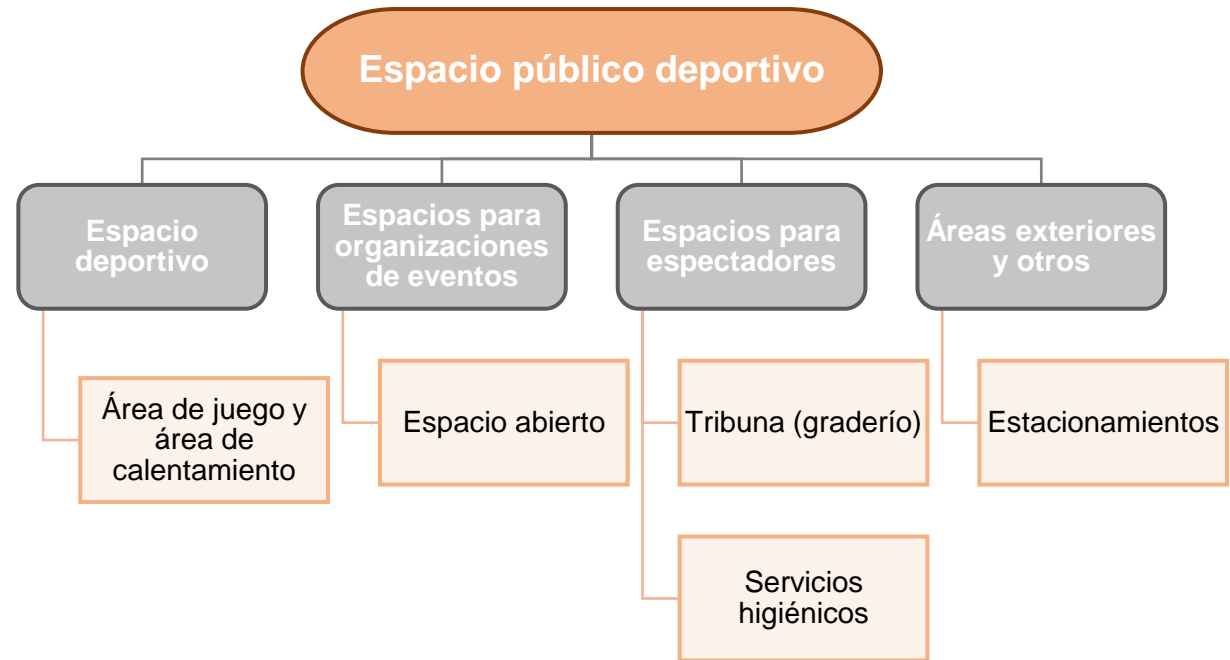 Espacio público deportivo
Espacio
deportivo
Espacios para
organizaciones
de eventos
Espacios para
espectadores
Áreas exteriores
y otros
Área de juego y
área de
calentamiento
Espacio abierto
Tribuna (graderío)
Estacionamientos
Servicios
higiénicos